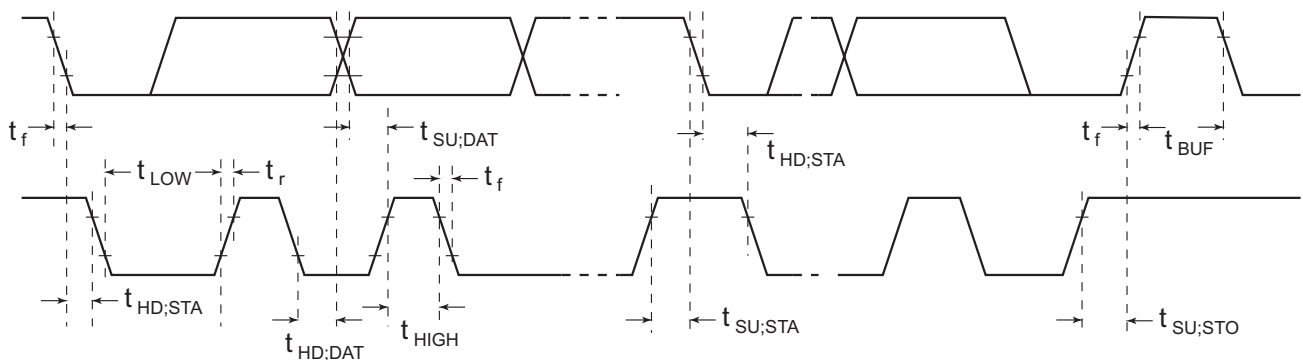 t f
t SU;DAT
t HD;STA
t f
t BUF
t LOW
t r
t f
t HD;STA
t HD;DAT
t HIGH
t SU;STA
t SU;STO